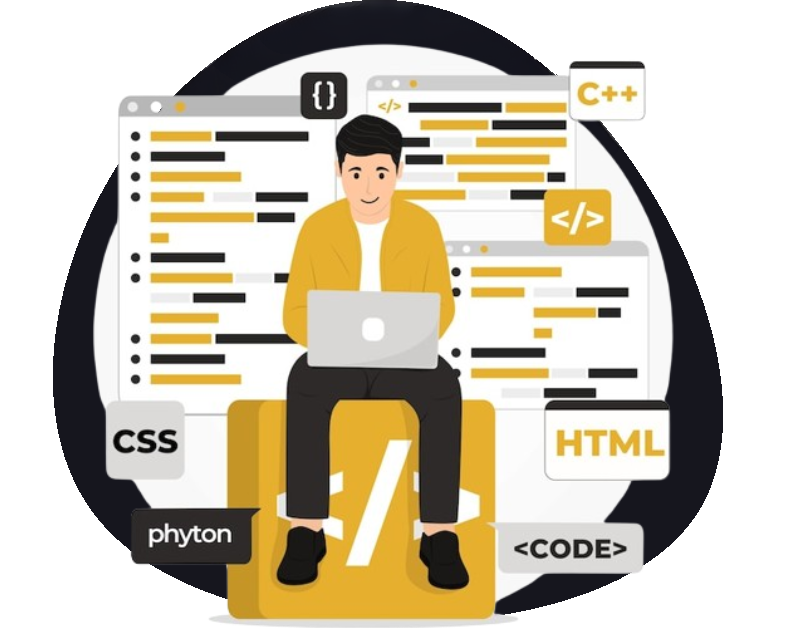 {}
C++
</>
</>
CSS
HTML
phyton
</>
<CODE>